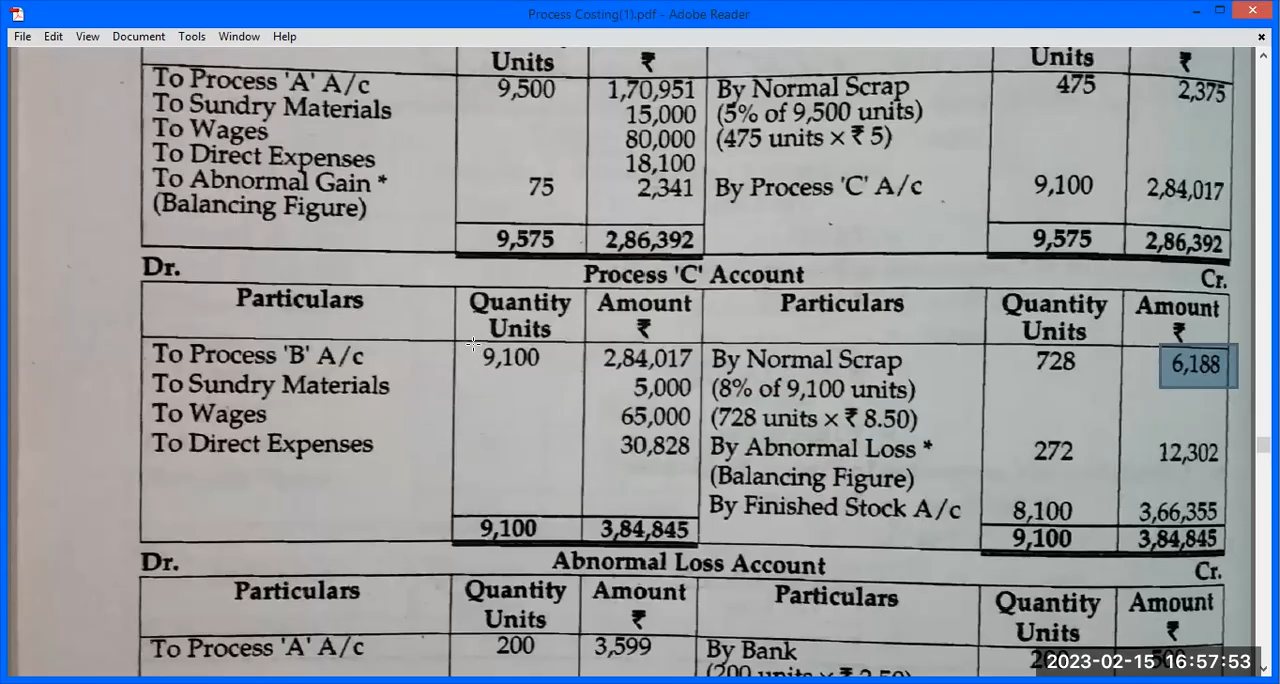 Process Costing(1).pdf - Adobe Reader
File Edit View Document Tools Window Help
Units ₹ Units ₹
To Process 'A' A/c 9,500 1,70,951 By Normal Scrap 475 2,375
To Sundry Materials 15,000 (5% of 9,500 units)
To Wages 80,000 (475 units × ₹ 5)
To Direct Expenses 18,100
To Abnormal Gain * 75 2,341 By Process 'C' A/c 9,100 2,84,017
(Balancing Figure)
9,575 2,86,392 9,575 2,86,392
Dr. Process 'C' Account Cr.
Particulars Quantity Amount Particulars Quantity Amount
Units ₹ Units ₹
To Process 'B' A/c 9,100 2,84,017 By Normal Scrap 728 6,188
To Sundry Materials 5,000 (8% of 9,100 units)
To Wages 65,000 (728 units × ₹ 8.50)
To Direct Expenses 30,828 By Abnormal Loss * 272 12,302
(Balancing Figure)
By Finished Stock A/c 8,100 3,66,355
9,100 3,84,845 9,100 3,84,845
Dr. Abnormal Loss Account Cr.
Particulars Quantity Amount Particulars Quantity Amount
Units ₹ Units ₹
To Process 'A' A/c 200 3,599 By Bank
2023-02-15 16:57:53